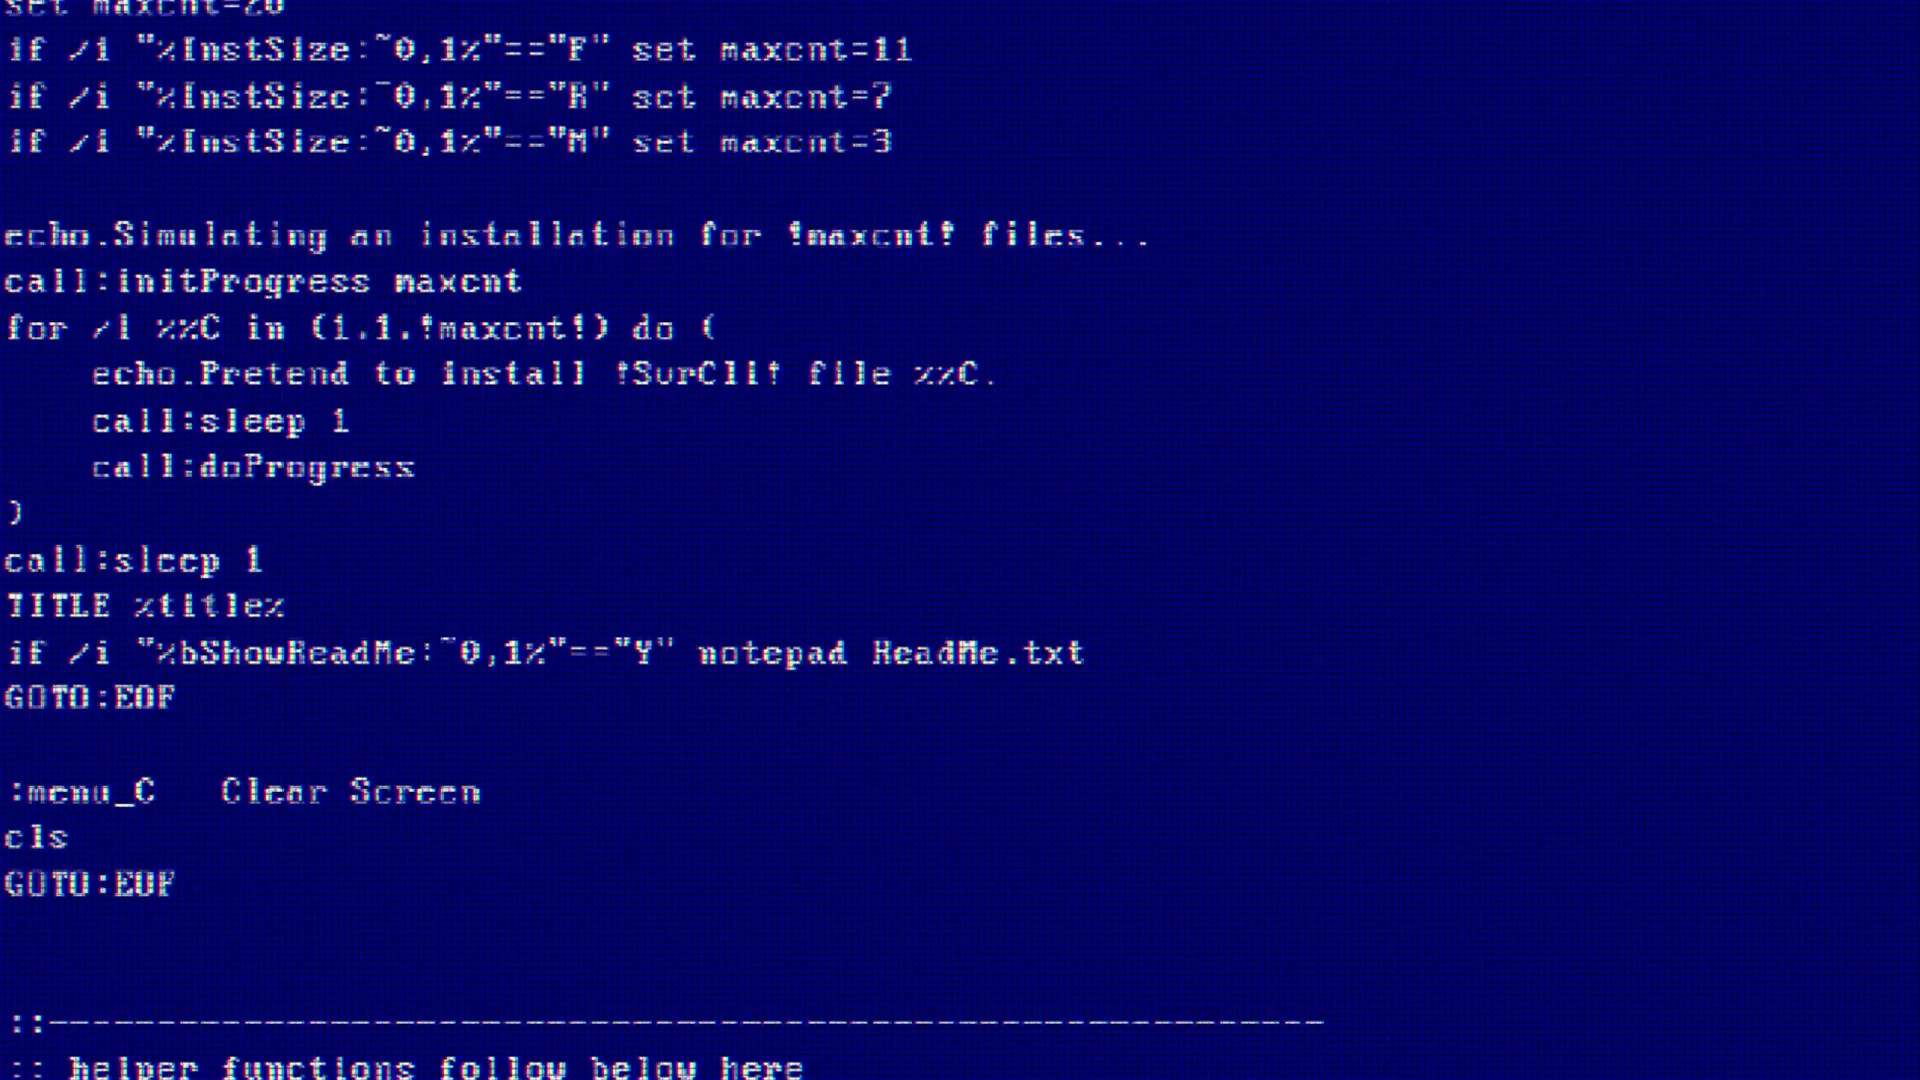 set maxcnt=20
if /i "%InstSize:~0,1%"=="F" set maxcnt=11
if /i "%InstSize:~0,1%"=="R" set maxcnt=7
if /i "%InstSize:~0,1%"=="M" set maxcnt=3
echo.Simulating an installation for !maxcnt! files...
call:initProgress maxcnt
for /l %%C in (1,1,!maxcnt!) do (
    echo.Pretend to install !SurCli! file %%C.
    call:sleep 1
    call:doProgress
)
call:sleep 1
TITLE %title%
if /i "%bShowReadMe:~0,1%"=="Y" notepad ReadMe.txt
GOTO:EOF
:menu_C   Clear Screen
cls
GOTO:EOF
::-----------------------------------------------------------
:: helper functions follow below here